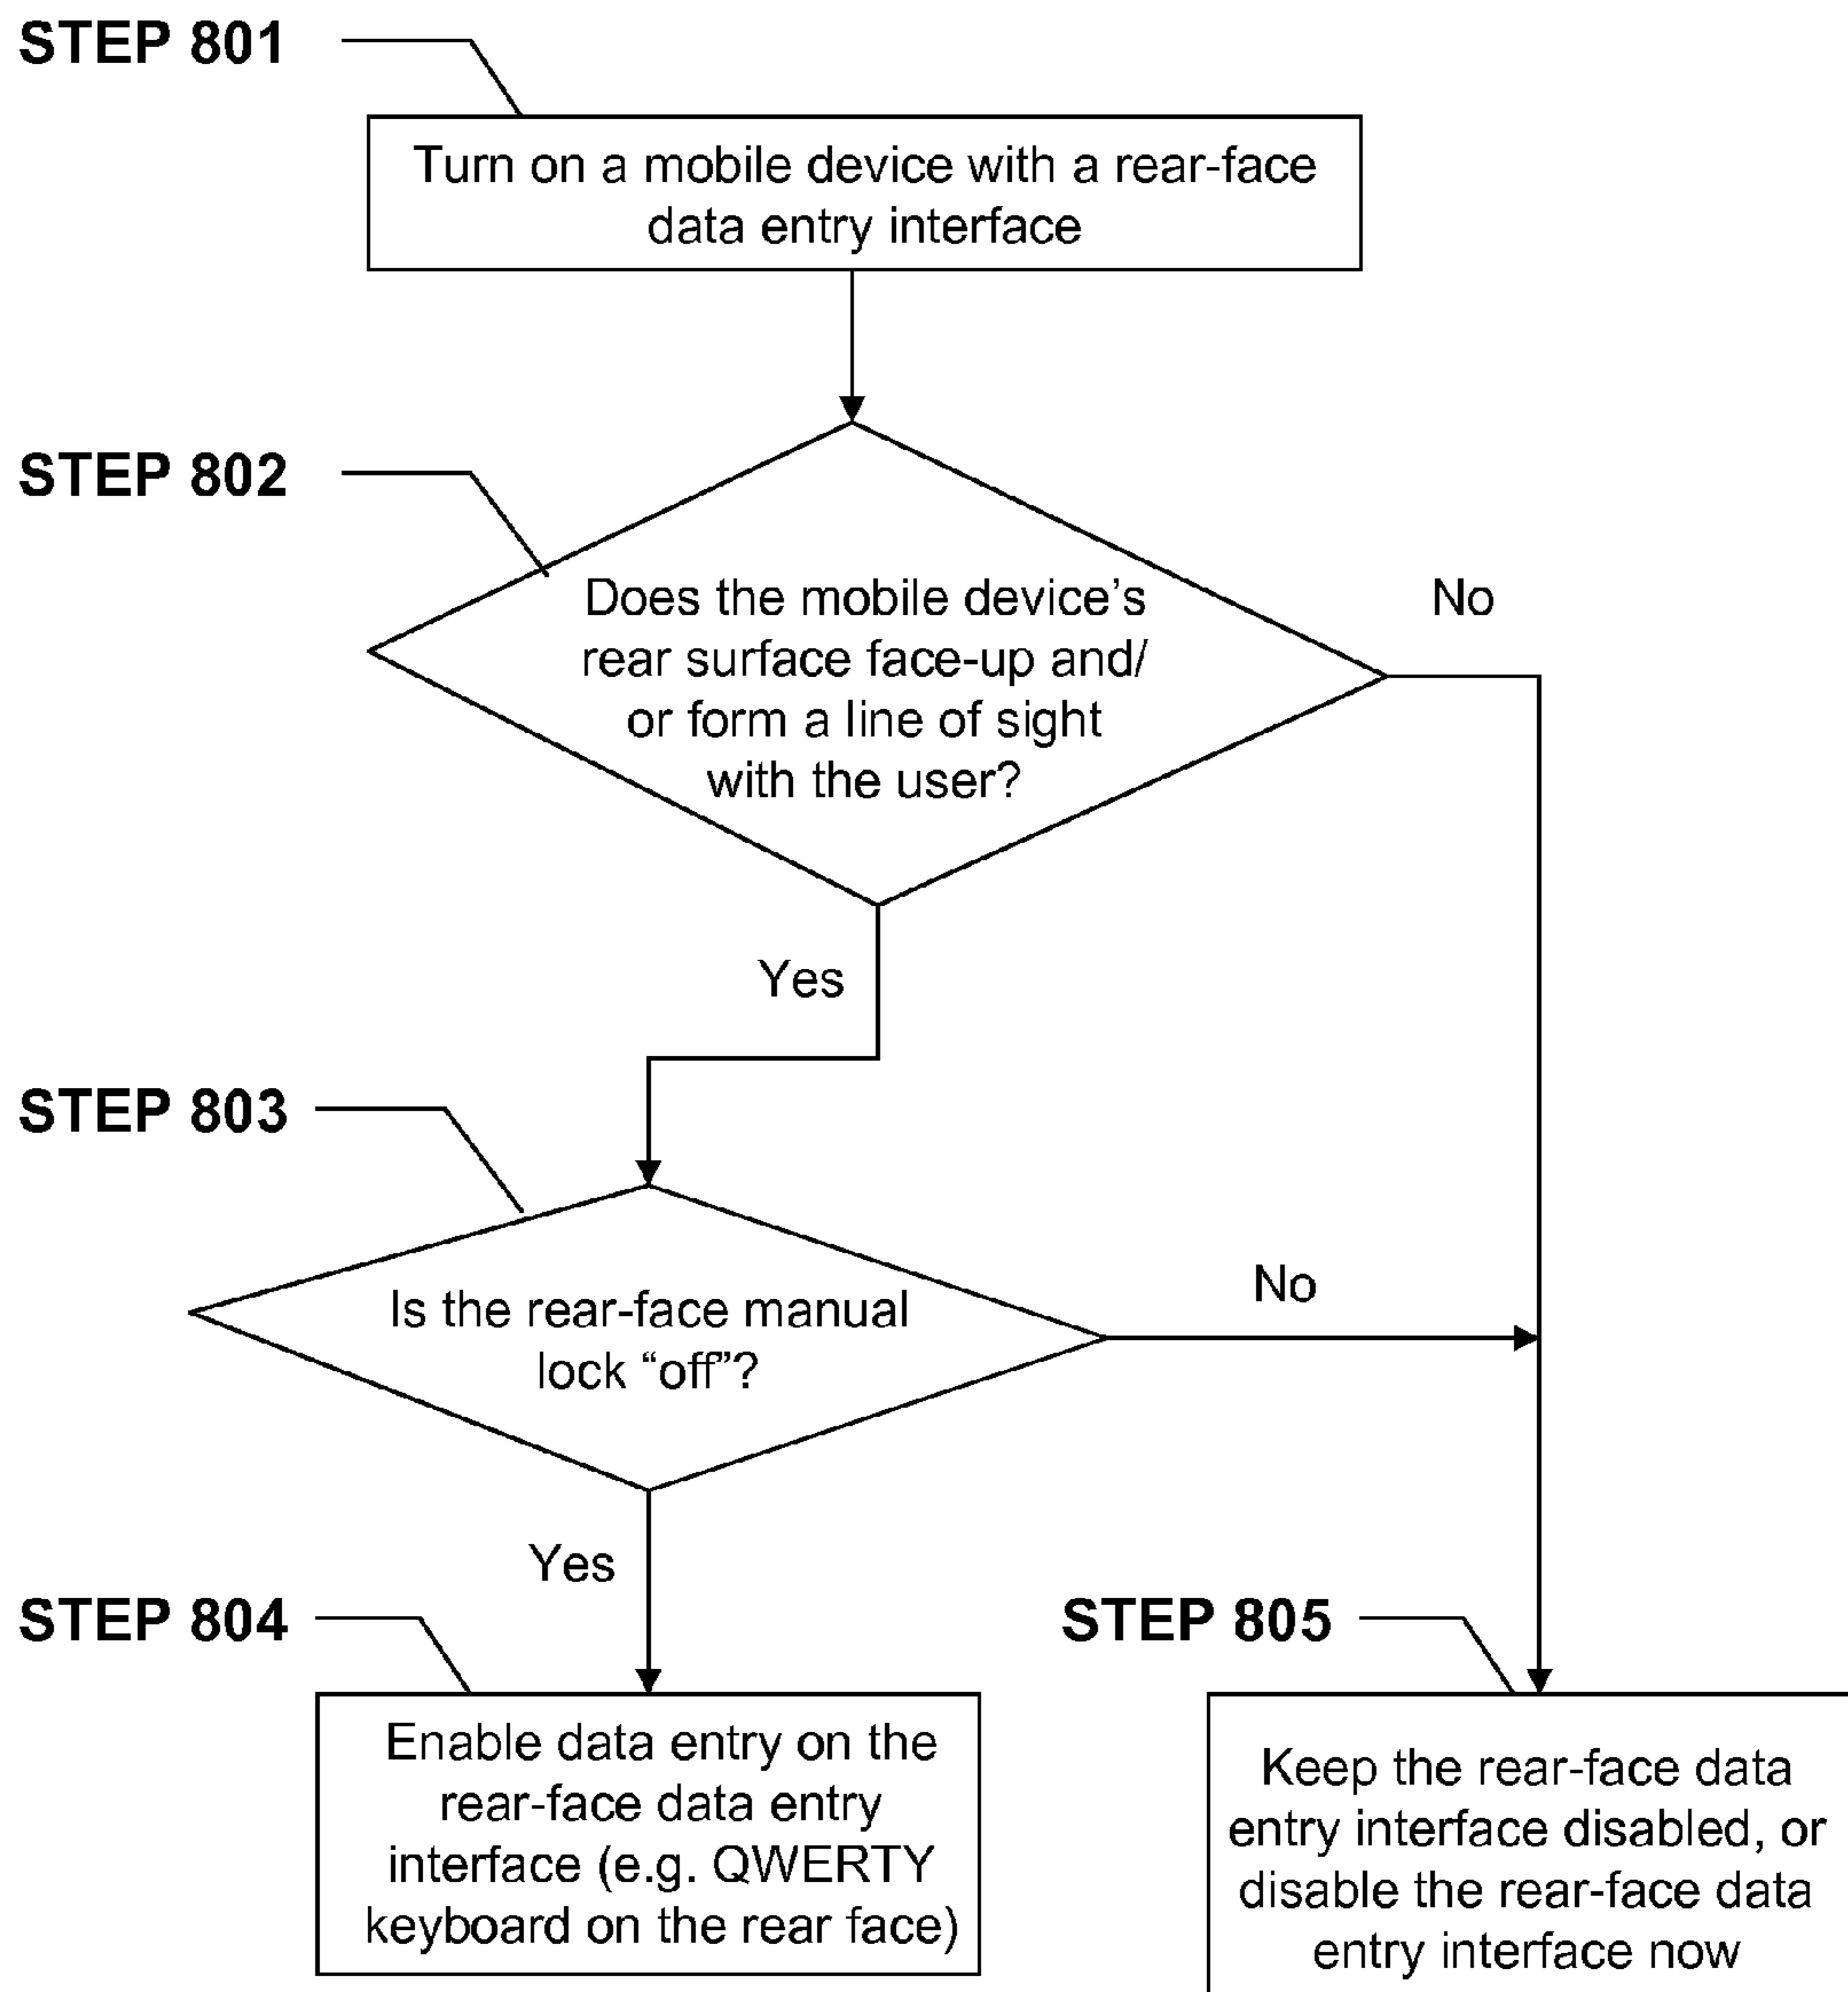 STEP 801
Turn on a mobile device with a rear-face
data entry interface
STEP 802
Does the mobile device's
rear surface face-up and/
or form a line of sight
with the user?
No
Yes
STEP 803
Is the rear-face manual
lock “off”?
No
Yes
STEP 804
Enable data entry on the
rear-face data entry
interface (e.g. QWERTY
keyboard on the rear face)
STEP 805
Keep the rear-face data
entry interface disabled, or
disable the rear-face data
entry interface now